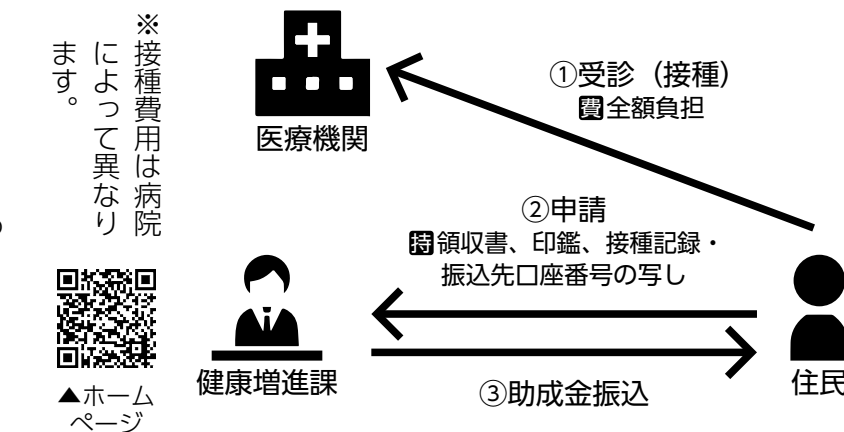 ※接種費用は病院
によって異なり
ます。
▲ホーム
ページ
医療機関
①受診（接種）
費全額負担
②申請
持領収書、印鑑、接種記録・
振込先口座番号の写し
健康増進課
③助成金振込
住民